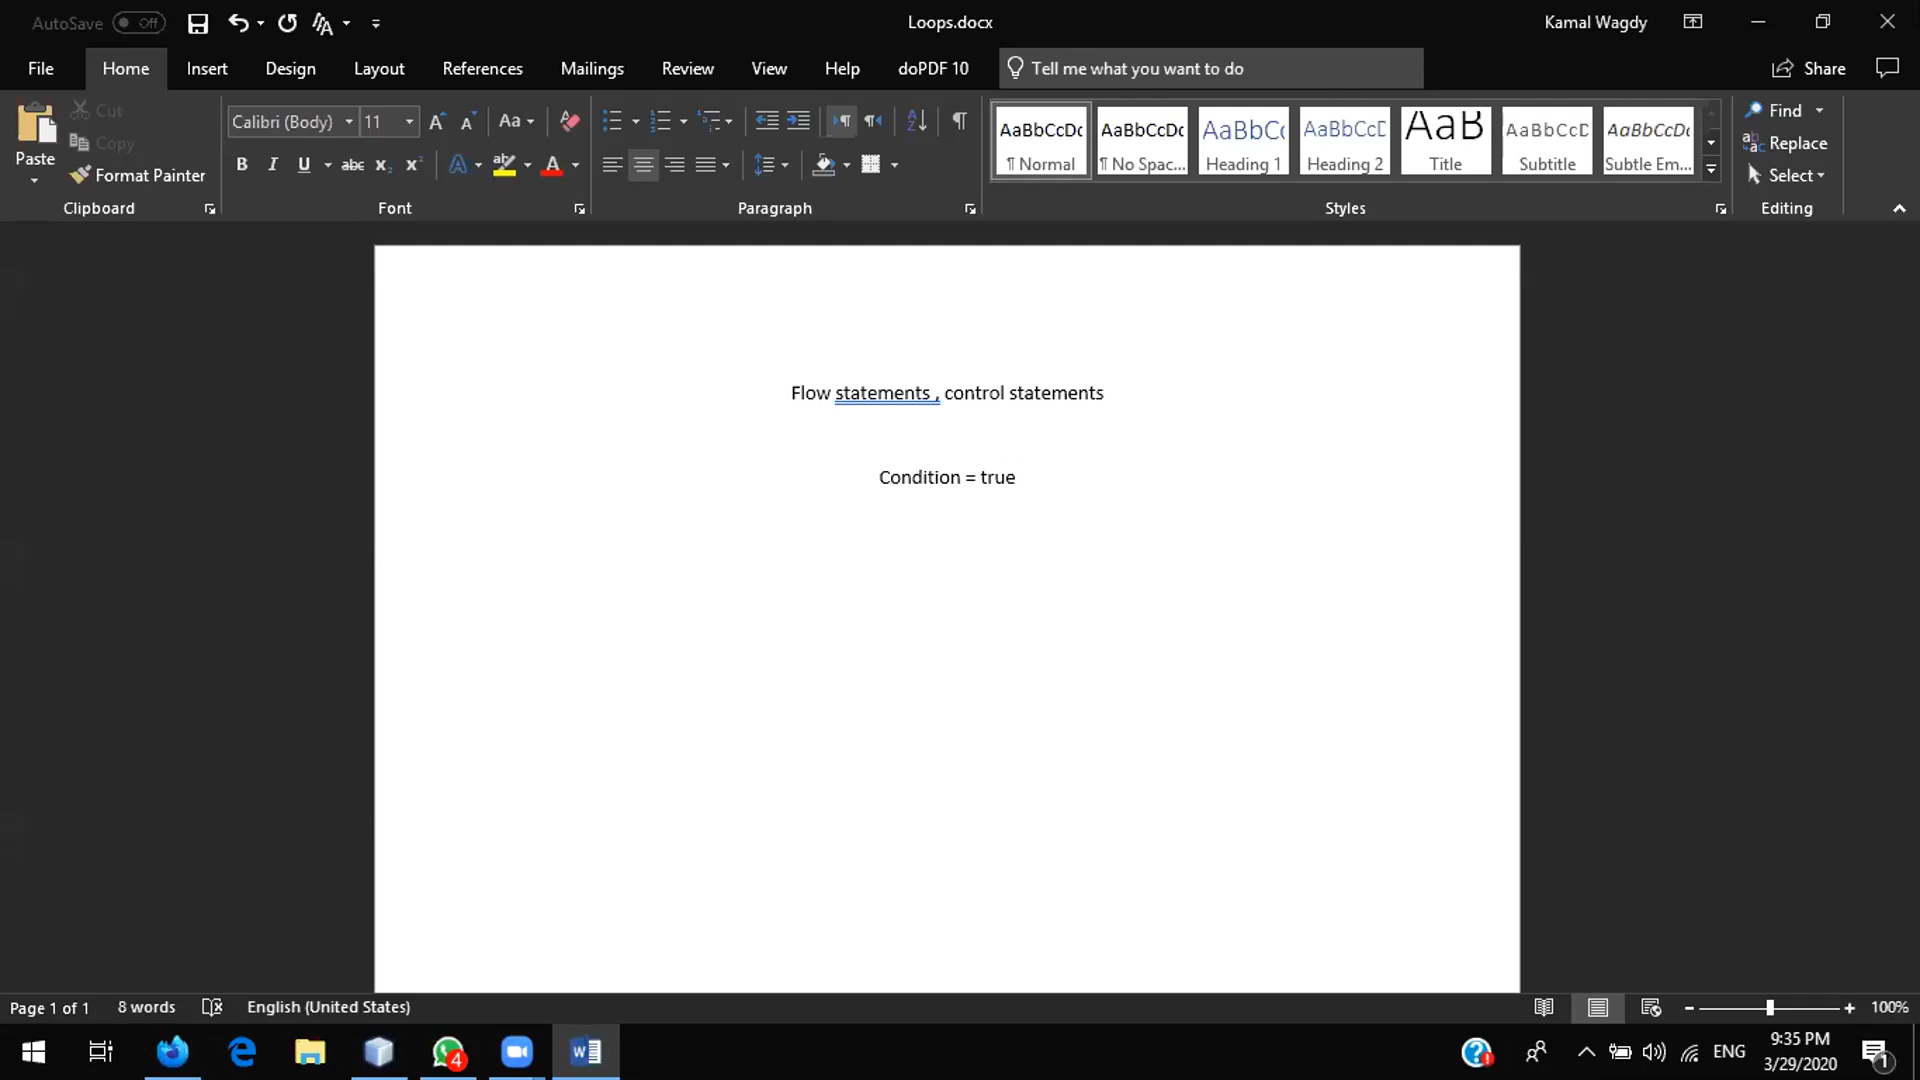 AutoSave Off Loops.docx Kamal Wagdy
File Home Insert Design Layout References Mailings Review View Help doPDF 10 Tell me what you want to do Share
Paste
Cut
Copy
Format Painter
Clipboard
Calibri (Body) 11
Font
Paragraph
AaBbCcDc AaBbCcDc AaBbCc AaBbCcD AaB AaBbCcD AaBbCcDc
¶ Normal ¶ No Spac... Heading 1 Heading 2 Title Subtitle Subtle Em...
Styles
Find
Replace
Select
Editing
Flow statements , control statements
Condition = true
Page 1 of 1 8 words English (United States) 100%
4 ENG 9:35 PM
3/29/2020 1